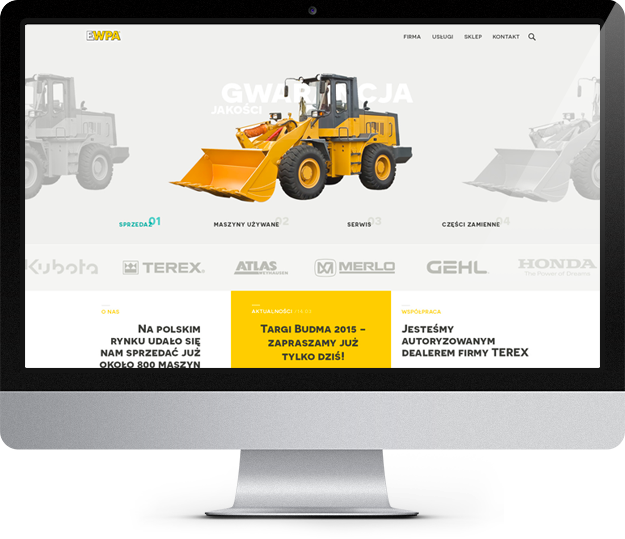 EWPA
FIRMA USŁUGI SKLEP KONTAKT
JAKOŚCI
SPRZEDAŻ 01
MASZYNY UŻYWANE 02
SERWIS 03
CZĘŚCI ZAMIENNE 04
Kubota TEREX ATLAS WEYHAUSEN MERLO GEHL HONDA
The Power of Dreams
O NAS
NA POLSKIM
RYNKU UDAŁO SIĘ
NAM SPRZEDAĆ JUŻ
OKOŁO 800 MASZYN
AKTUALNOŚCI
TARGI BUDMA 2015 –
ZAPRASZAMY JUŻ
TYLKO DZIŚ!
WSPÓŁPRACA
JESTEŚMY
AUTORYZOWANYM
DEALEREM FIRMY TEREX